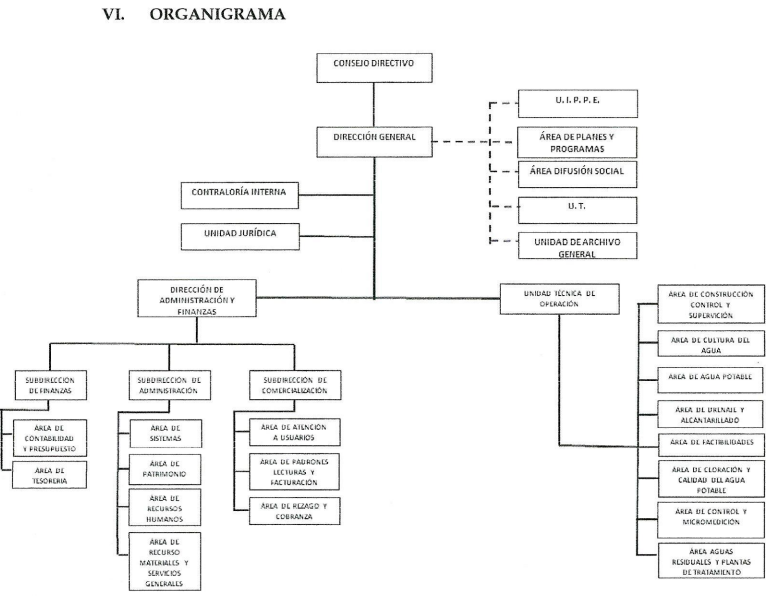 VI. ORGANIGRAMA
CONSEJO DIRECTIVO
DIRECCIÓN GENERAL
U. I. P. P. E.
ÁREA DE PLANES Y
PROGRAMAS
ÁREA DIFUSIÓN SOCIAL
U. T.
UNIDAD DE ARCHIVO
GENERAL
CONTRALORÍA INTERNA
UNIDAD JURÍDICA
DIRECCIÓN DE
ADMINISTRACIÓN Y
FINANZAS
UNIDAD TÉCNICA DE
OPERACIÓN
SUBDIRECCION
DE FINANZAS
ÁREA DE
CONTABILIDAD
Y PRESUPUESTO
ÁREA DE
TESORERIA
SUBDIRECCIÓN DE
ADMINISTRACIÓN
ÁREA DE
SISTEMAS
ÁREA DE
PATRIMONIO
ÁREA DE
RECURSOS
HUMANOS
ÁREA DE
RECURSO
MATERIALES Y
SERVICIOS
GENERALES
SUBDIRECCIÓN DE
COMERCIALIZACIÓN
ÁREA DE ATENCIÓN
A USUARIOS
ÁREA DE PADRONES
LECTURAS Y
FACTURACIÓN
ÁREA DE REZAGO Y
COBRANZA
ÁREA DE CONSTRUCCIÓN
CONTROL Y
SUPERVICIÓN
ÁREA DE CULTURA DEL
AGUA
ÁREA DE AGUA POTABLE
ÁREA DE DRENAJE Y
ALCANTARILLADO
ÁREA DE FACTIBILIDADES
ÁREA DE CLORACIÓN Y
CALIDAD DEL AGUA
POTABLE
ÁREA DE CONTROL Y
MICROMEDICIÓN
ÁREA AGUAS
RESIDUALES Y PLANTAS
DE TRATAMIENTO